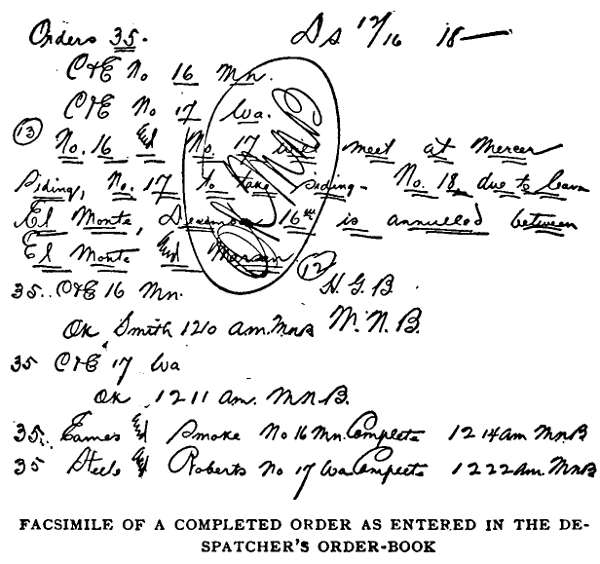 Orders 35. Ds 12/16 18—
C&E No 16 Mn.
C&E No 17 Wa.
(13) No. 16 & No. 17 will meet at Mercer
Siding, No. 17 to take siding. No. 18 due to leave
El Monte, December 16th is annulled between
El Monte & Mercer. (12) H. G. B.
35.. C&E 16 Mn. W. N. B.
OK Smith 1210 am. MNB
35 C&E 17 Wa
OK 1211 am. MNB.
35.. Eames & Smoke No 16 Mn. Complete 1214 am MNB
35 Steele & Roberts No 17 Wa Complete 1222 am. MNB
FACSIMILE OF A COMPLETED ORDER AS ENTERED IN THE DE-
SPATCHER'S ORDER-BOOK